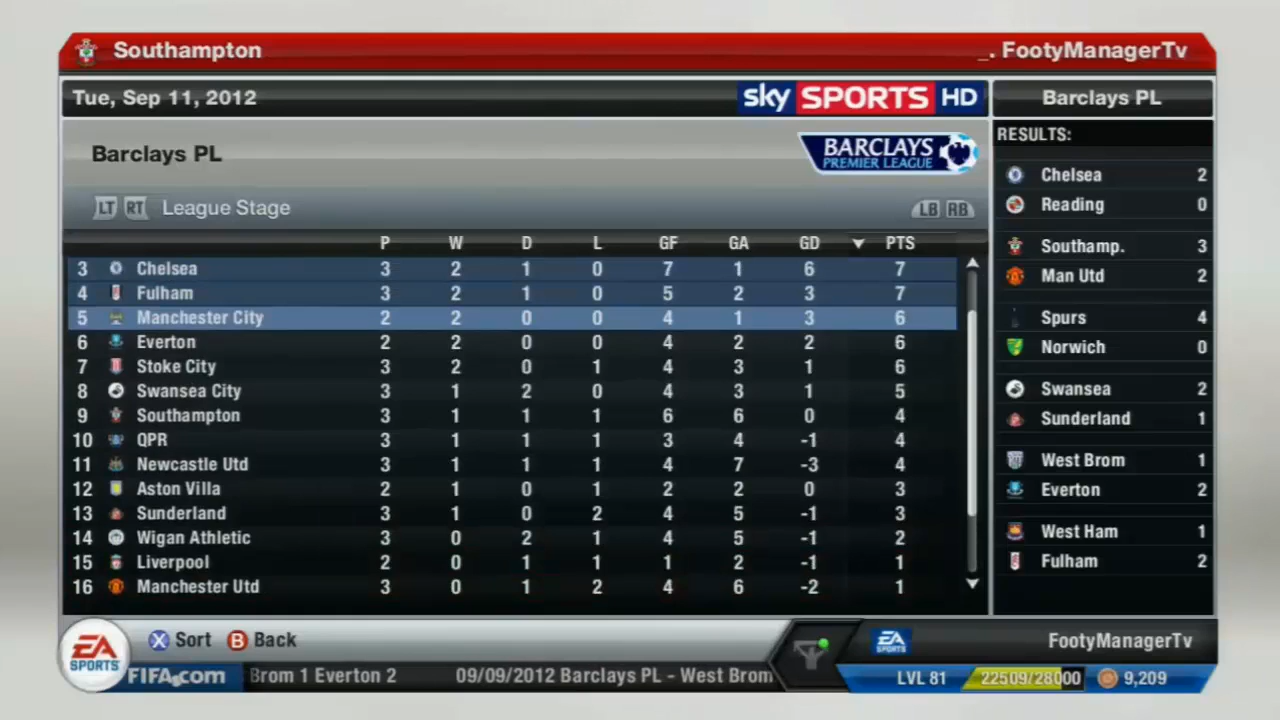 Southampton
_. FootyManagerTv
Tue, Sep 11, 2012
sky SPORTS HD
Barclays PL
Barclays PL
BARCLAYS
PREMIER LEAGUE
LT RT League Stage
LB RB
P W D L GF GA GD PTS
3 Chelsea 3 2 1 0 7 1 6 7
4 Fulham 3 2 1 0 5 2 3 7
5 Manchester City 2 2 0 0 4 1 3 6
6 Everton 2 2 0 0 4 2 2 6
7 Stoke City 3 2 0 1 4 3 1 6
8 Swansea City 3 1 2 0 4 3 1 5
9 Southampton 3 1 1 1 6 6 0 4
10 QPR 3 1 1 1 3 4 -1 4
11 Newcastle Utd 3 1 1 1 4 7 -3 4
12 Aston Villa 2 1 0 1 2 2 0 3
13 Sunderland 3 1 0 2 4 5 -1 3
14 Wigan Athletic 3 0 2 1 4 5 -1 2
15 Liverpool 2 0 1 1 1 2 -1 1
16 Manchester Utd 3 0 1 2 4 6 -2 1
RESULTS:
Chelsea 2
Reading 0
Southamp. 3
Man Utd 2
Spurs 4
Norwich 0
Swansea 2
Sunderland 1
West Brom 1
Everton 2
West Ham 1
Fulham 2
EA SPORTS
X Sort B Back
EA SPORTS
FootyManagerTv
FIFA.com
Brom 1 Everton 2 09/09/2012 Barclays PL - West Brom
LVL 81 22509/28000 9,209